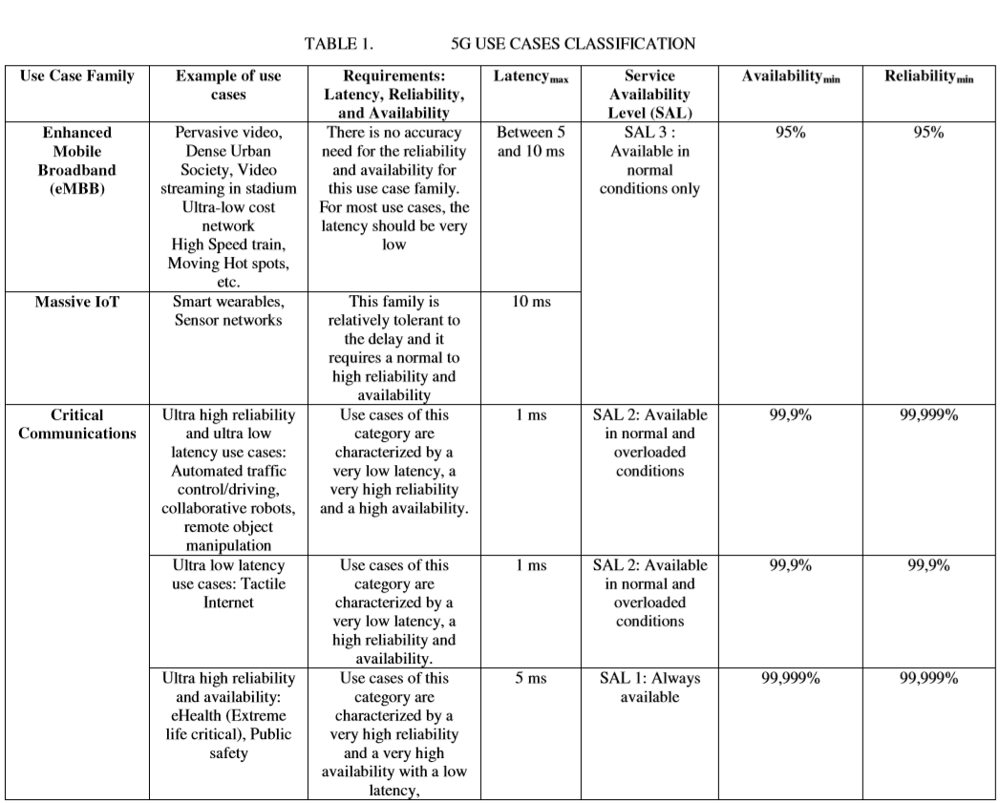 TABLE 1. 5G USE CASES CLASSIFICATION
Use Case Family
Example of use
cases
Requirements:
Latency, Reliability,
and Availability
Latencymax
Service
Availability
Level (SAL)
Availabilitymin
Reliabilitymin
Enhanced
Mobile
Broadband
(eMBB)
Pervasive video,
Dense Urban
Society, Video
streaming in stadium
Ultra-low cost
network
High Speed train,
Moving Hot spots,
etc.
There is no accuracy
need for the reliability
and availability for
this use case family.
For most use cases, the
latency should be very
low
Between 5
and 10 ms
SAL 3 :
Available in
normal
conditions only
95%
95%
Massive IoT
Smart wearables,
Sensor networks
This family is
relatively tolerant to
the delay and it
requires a normal to
high reliability and
availability
10 ms
Critical
Communications
Ultra high reliability
and ultra low
latency use cases:
Automated traffic
control/driving,
collaborative robots,
remote object
manipulation
Use cases of this
category are
characterized by a
very low latency, a
very high reliability
and a high availability.
1 ms
SAL 2: Available
in normal and
overloaded
conditions
99,9%
99,999%
Ultra low latency
use cases: Tactile
Internet
Use cases of this
category are
characterized by a
very low latency, a
high reliability and
availability.
1 ms
SAL 2: Available
in normal and
overloaded
conditions
99,9%
99,9%
Ultra high reliability
and availability:
eHealth (Extreme
life critical), Public
safety
Use cases of this
category are
characterized by a
very high reliability
and a very high
availability with a low
latency,
5 ms
SAL 1: Always
available
99,999%
99,999%